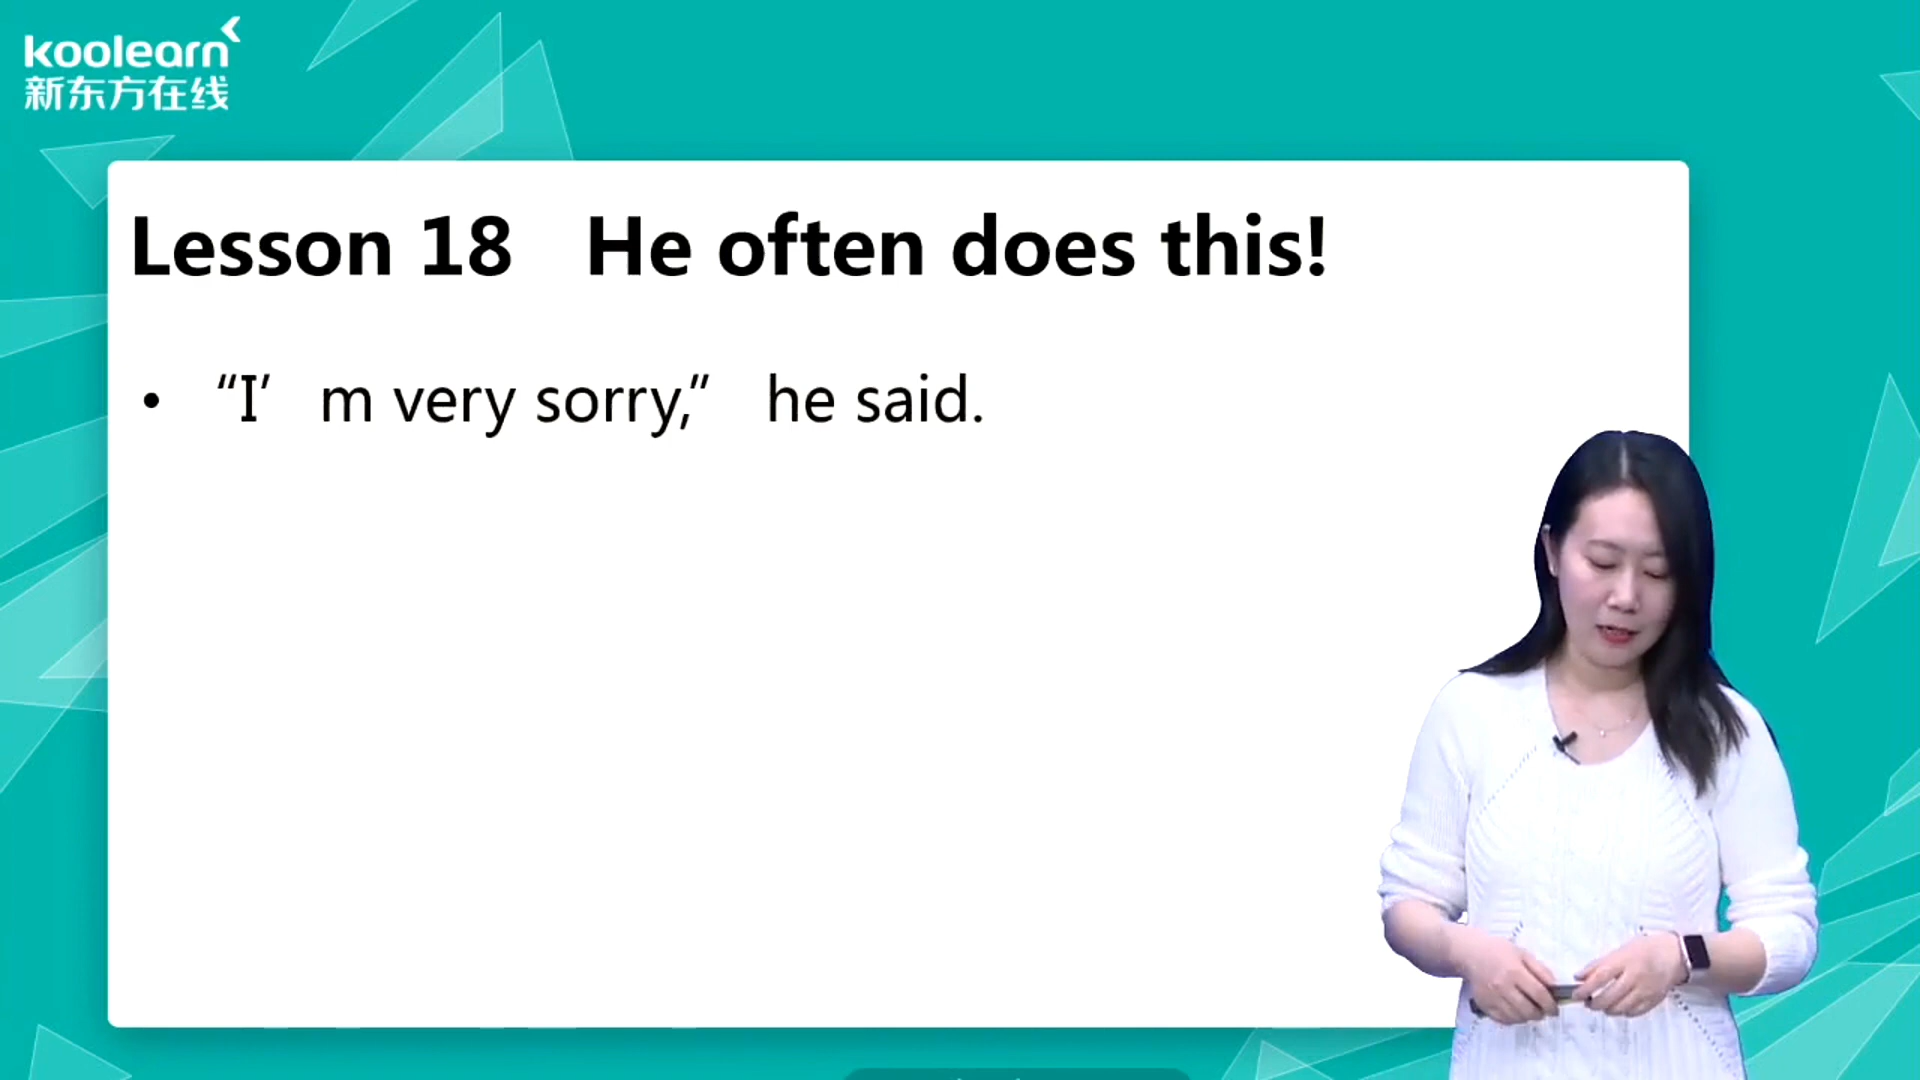 koolearn
新东方在线
Lesson 18 He often does this!
• “I’ m very sorry,” he said.